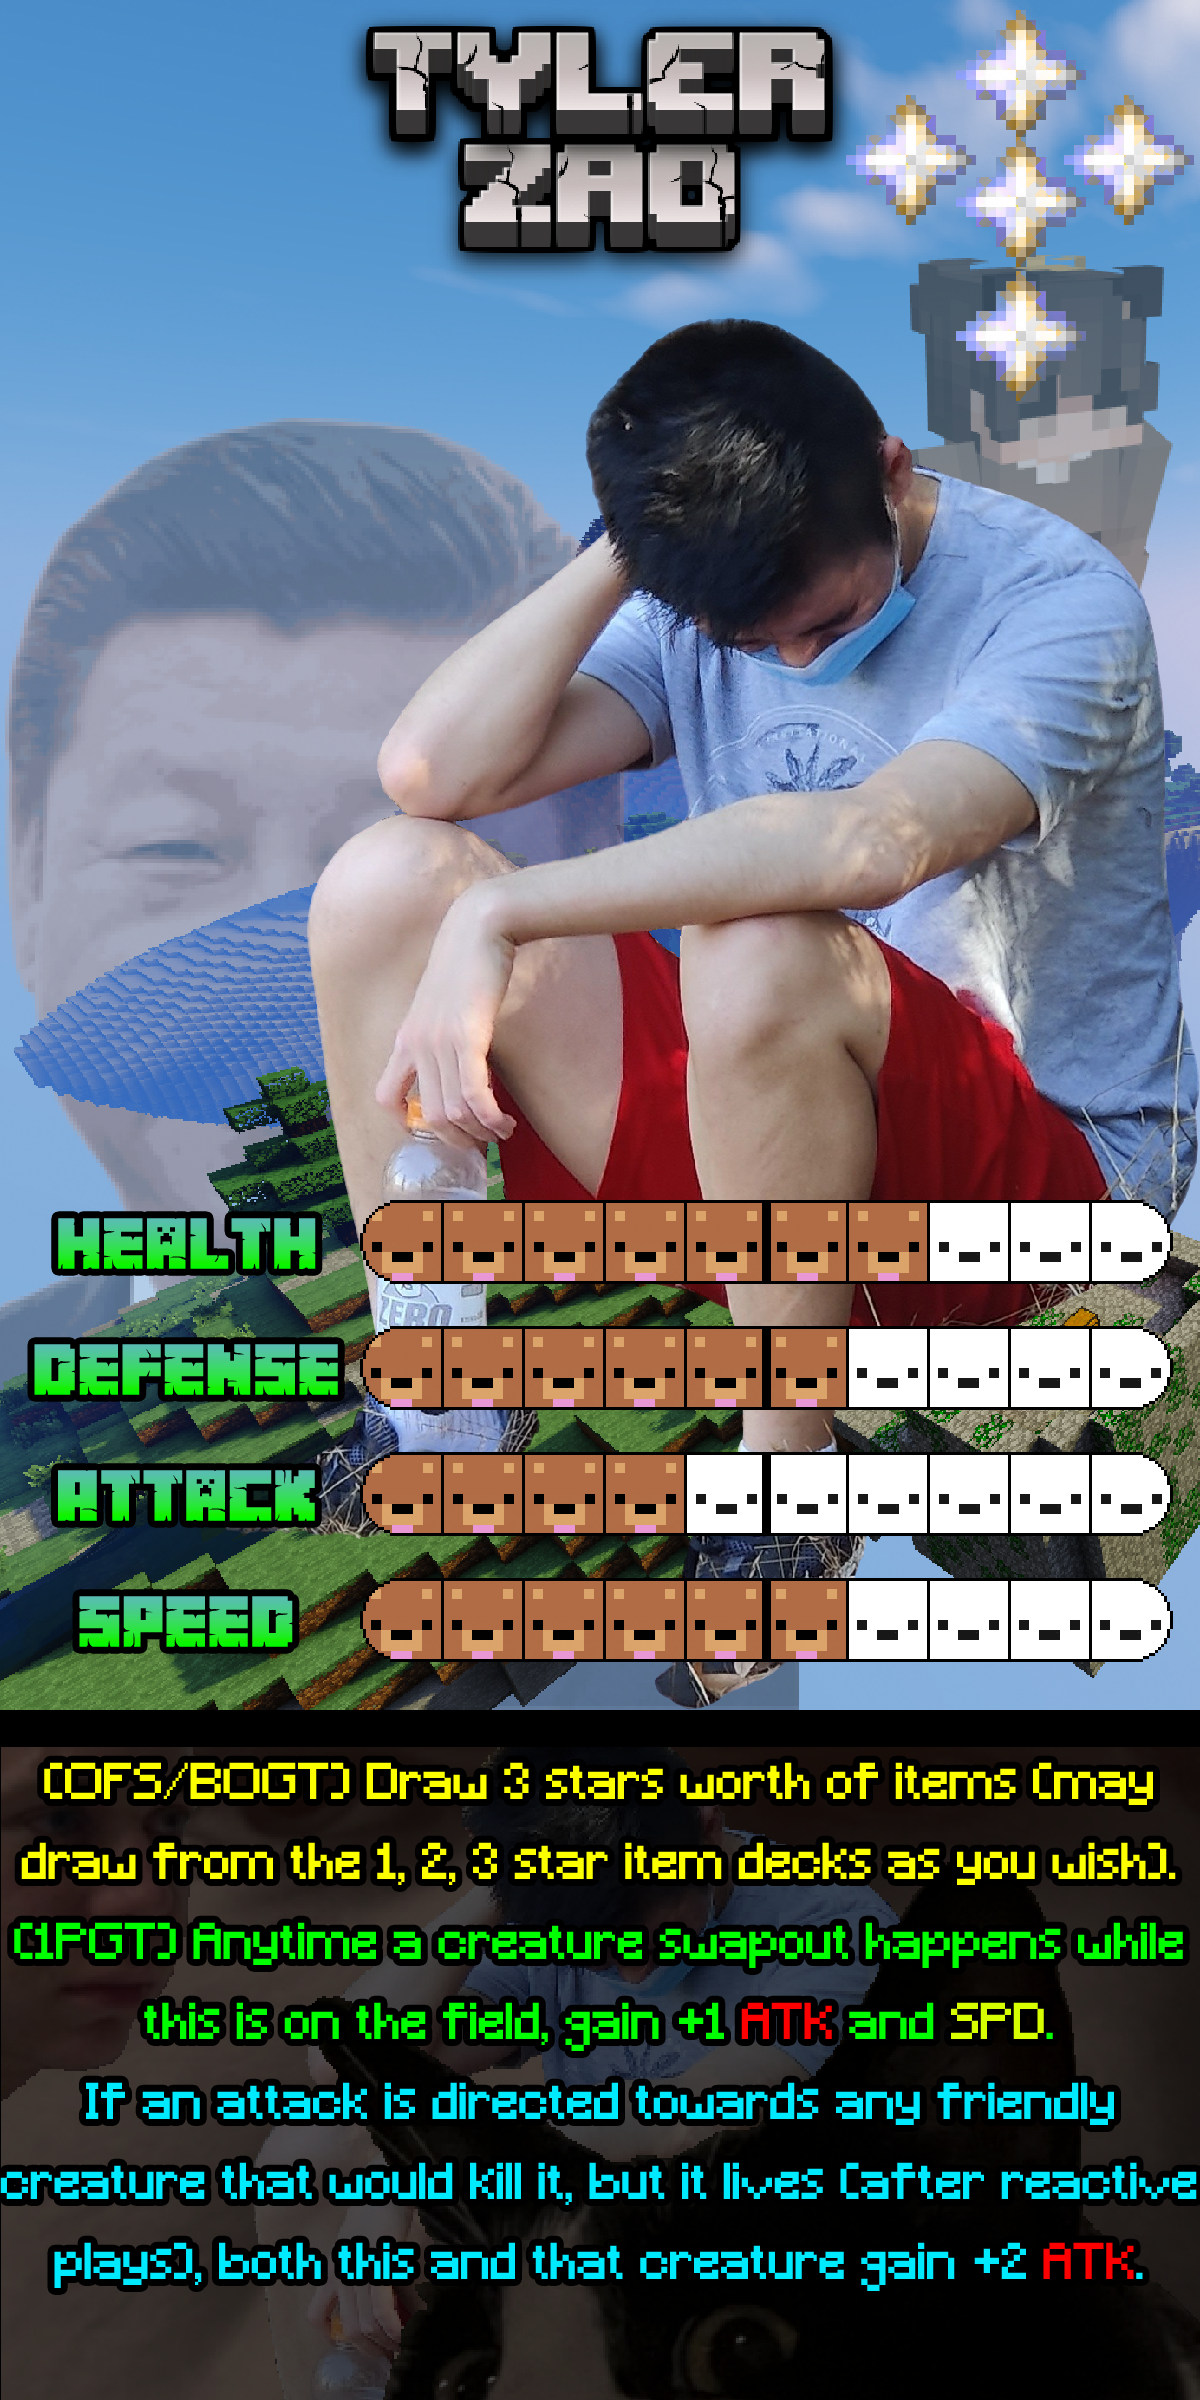 TYLER
ZAO
HEALTH
ZERO
DEFENSE
ATTACK
SPEED
(OFS/BOGT) Draw 3 stars worth of items (may
draw from the 1, 2, 3 star item decks as you wish).
(1PGT) Anytime a creature swapout happens while
this is on the field, gain +1 ATK and SPD.
If an attack is directed towards any friendly
creature that would kill it, but it lives (after reactive
plays), both this and that creature gain +2 ATK.